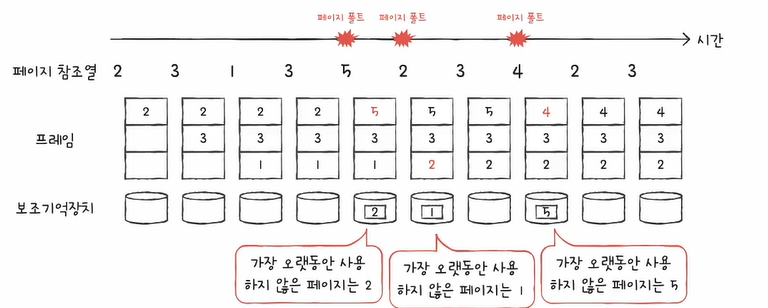 페이지 폴트 페이지 폴트 페이지 폴트
시간
페이지 참조열 2 3 1 3 5 2 3 4 2 3
2 2 2 2 5 5 5 4 4 4
프레임 3 3 3 3 3 3 3 3 3
1 1 1 2 2 2 2 2
보조기억장치 2 1 5
가장 오랫동안 사용
하지 않은 페이지는 2
가장 오랫동안 사용
하지 않은 페이지는 1
가장 오랫동안 사용
하지 않은 페이지는 5